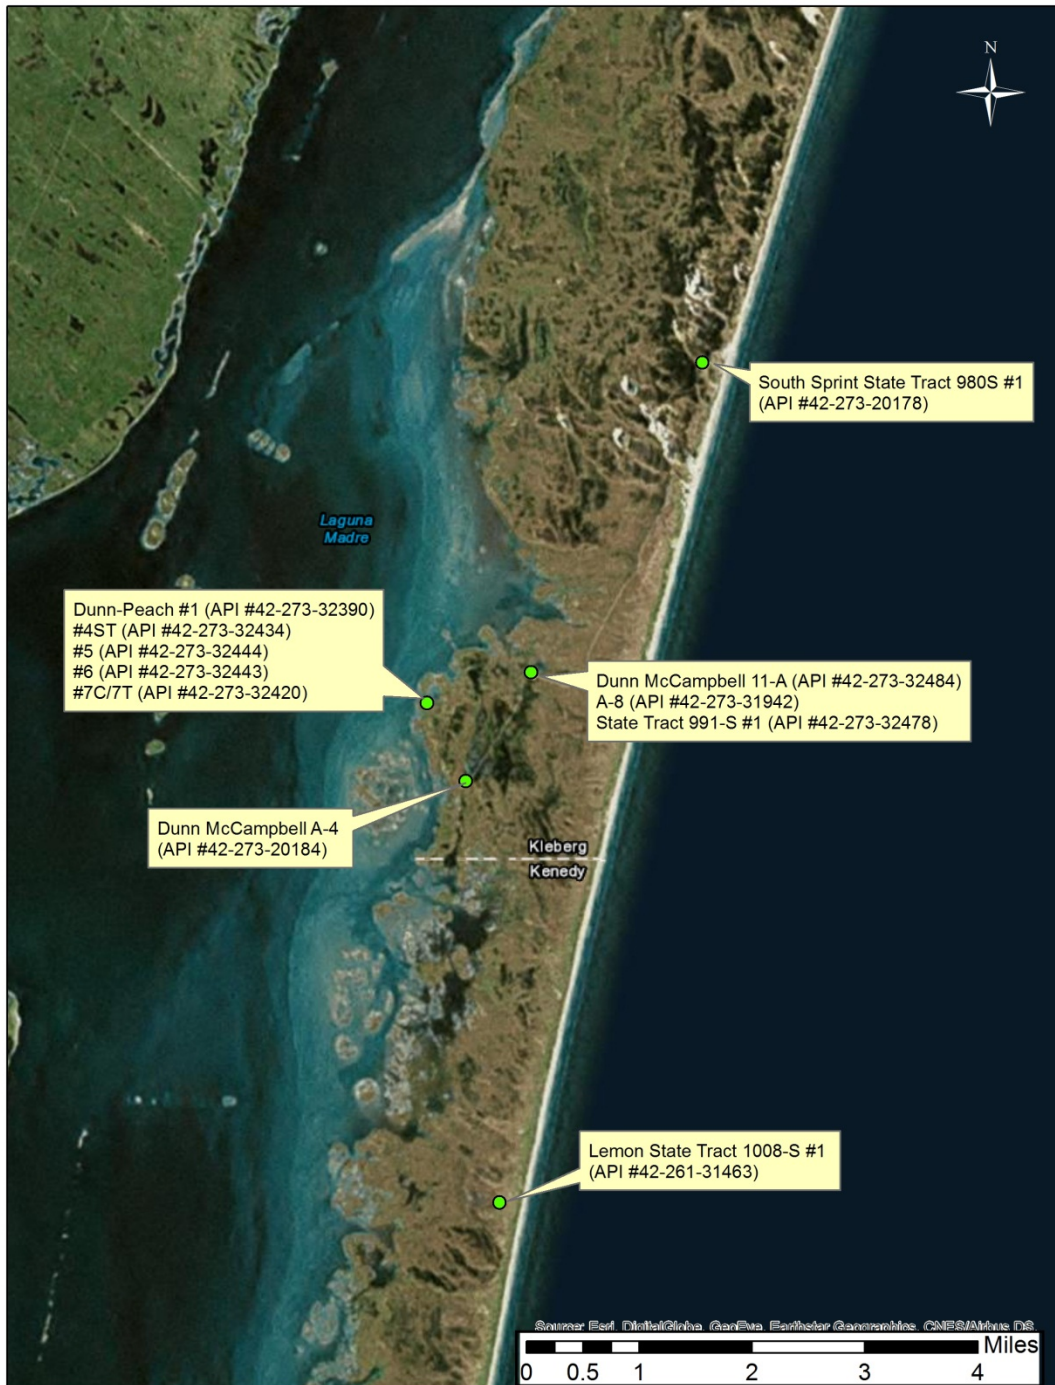 N
South Sprint State Tract 980S #1
(API #42-273-20178)
Laguna
Madre
Dunn-Peach #1 (API #42-273-32390)
#4ST (API #42-273-32434)
#5 (API #42-273-32444)
#6 (API #42-273-32443)
#7C/7T (API #42-273-32420)
Dunn McCampbell 11-A (API #42-273-32484)
A-8 (API #42-273-31942)
State Tract 991-S #1 (API #42-273-32478)
Dunn McCampbell A-4
(API #42-273-20184)
Kleberg
Kenedy
Lemon State Tract 1008-S #1
(API #42-261-31463)
Source: Esri, DigitalGlobe, GeoEye, Earthstar Geographics, CNES/Airbus DS
Miles
0 0.5 1 2 3 4